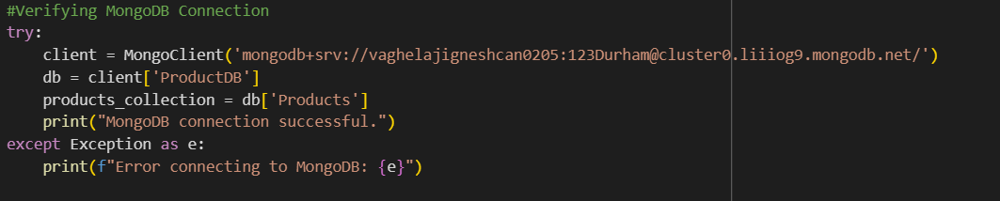 #Verifying MongoDB Connection
try:
    client = MongoClient('mongodb+srv://vaghelajigneshcan0205:123Durham@cluster0.liiiog9.mongodb.net/')
    db = client['ProductDB']
    products_collection = db['Products']
    print("MongoDB connection successful.")
except Exception as e:
    print(f"Error connecting to MongoDB: {e}")